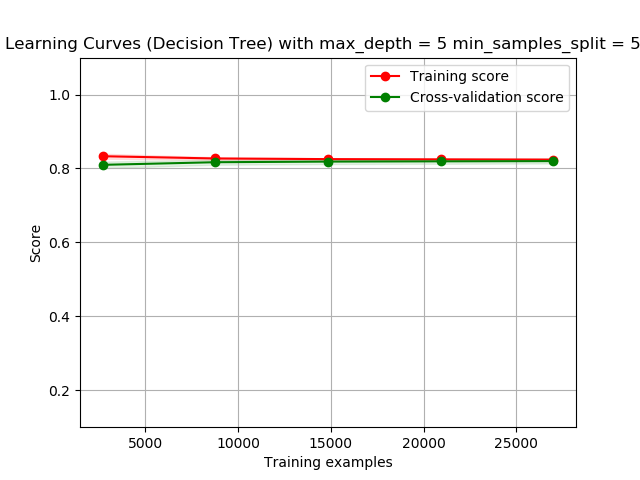 Learning Curves (Decision Tree) with max_depth = 5 min_samples_split = 5
Training score
Cross-validation score
1.0
0.8
0.6
0.4
0.2
Score
5000 10000 15000 20000 25000
Training examples